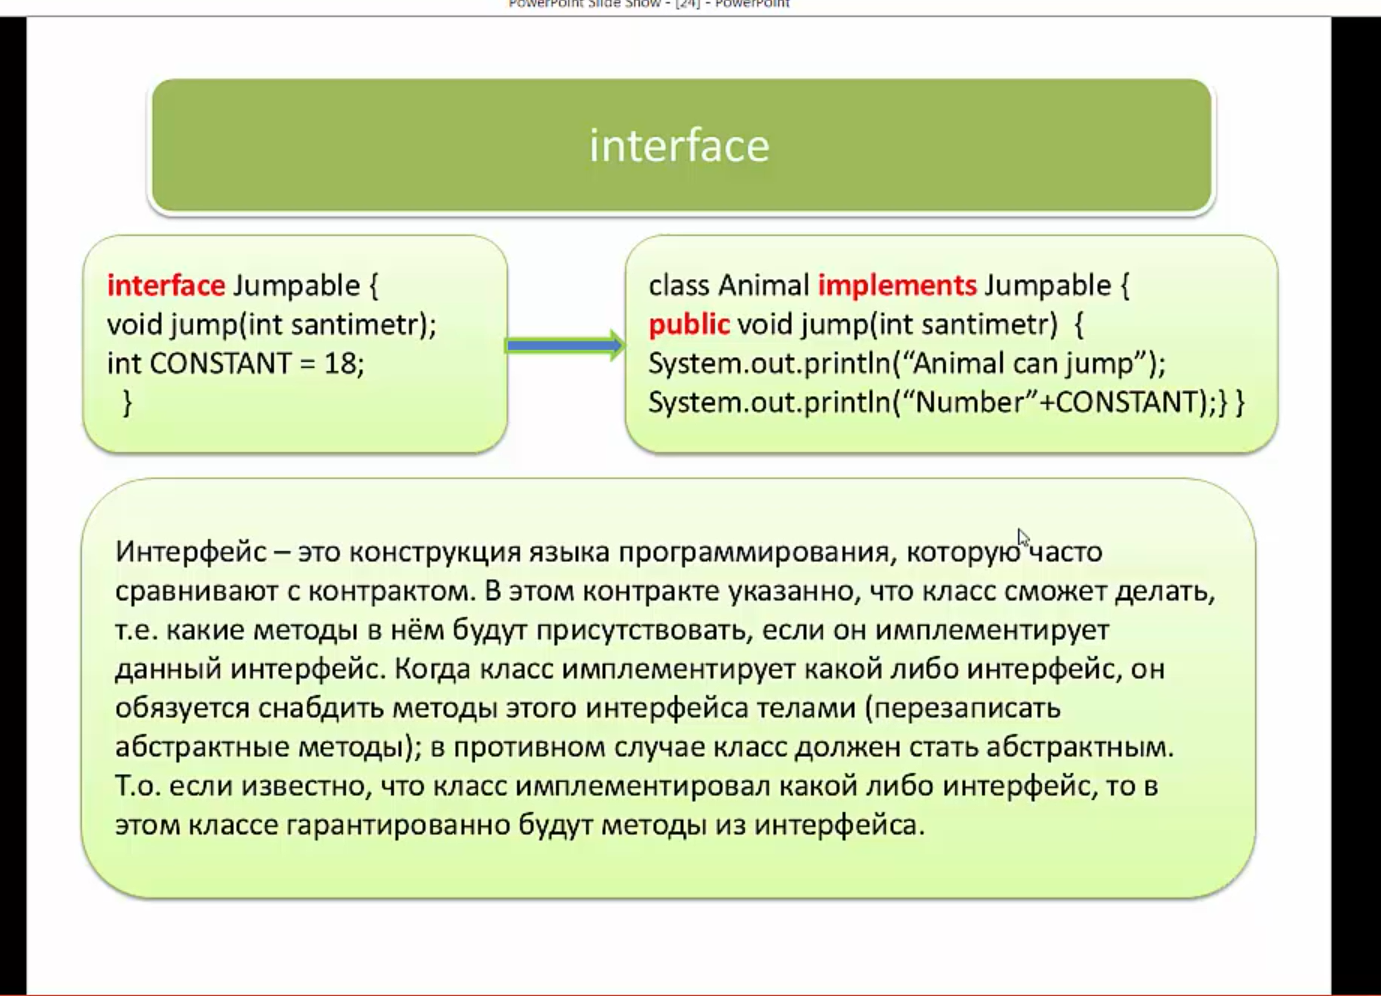 PowerPoint Slide Show - [24] - PowerPoint
interface
interface Jumpable {
void jump(int santimetr);
int CONSTANT = 18;
}
class Animal implements Jumpable {
public void jump(int santimetr) {
System.out.println(“Animal can jump”);
System.out.println(“Number”+CONSTANT);} }
Интерфейс – это конструкция языка программирования, которую часто
сравнивают с контрактом. В этом контракте указанно, что класс сможет делать,
т.е. какие методы в нём будут присутствовать, если он имплементирует
данный интерфейс. Когда класс имплементирует какой либо интерфейс, он
обязуется снабдить методы этого интерфейса телами (перезаписать
абстрактные методы); в противном случае класс должен стать абстрактным.
Т.о. если известно, что класс имплементировал какой либо интерфейс, то в
этом классе гарантированно будут методы из интерфейса.